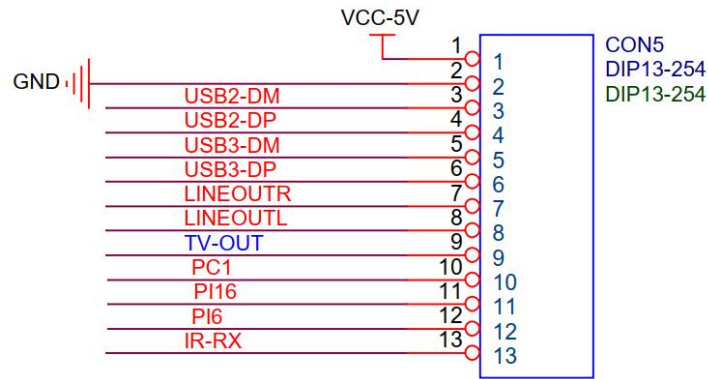 VCC-5V
CON5
DIP13-254
DIP13-254
1 1
GND 2 2
USB2-DM 3 3
USB2-DP 4 4
USB3-DM 5 5
USB3-DP 6 6
LINEOUTR 7 7
LINEOUTL 8 8
TV-OUT 9 9
PC1 10 10
PI16 11 11
PI6 12 12
IR-RX 13 13